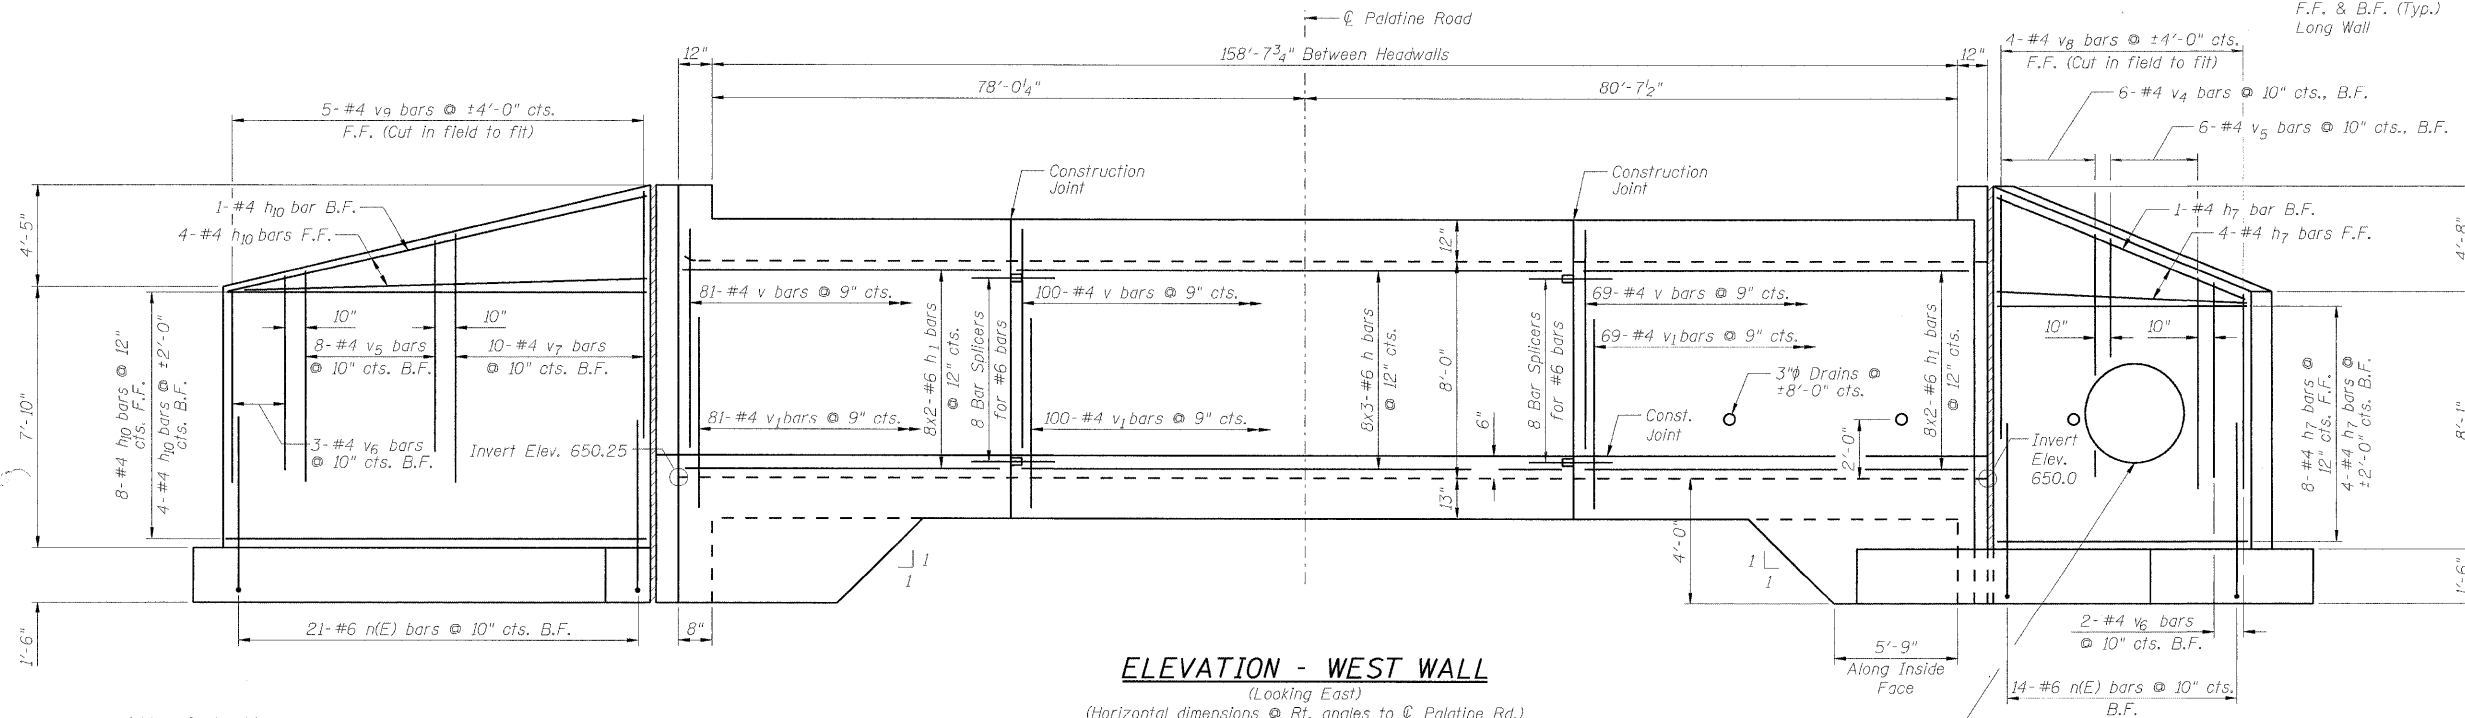 F.F. & B.F. (Typ.)
Long Wall
℄ Palatine Road
4-#4 v8 bars @ ±4'-0" cts.
F.F. (Cut in field to fit)
12"
158'-7¾" Between Headwalls
12"
78'-0¼"
80'-7½"
6-#4 v4 bars @ 10" cts., B.F.
5-#4 v9 bars @ ±4'-0" cts.
F.F. (Cut in field to fit)
6-#4 v5 bars @ 10" cts., B.F.
Construction
Joint
Construction
Joint
4'-5"
1-#4 h10 bar B.F.
4-#4 h10 bars F.F.
12"
1-#4 h7 bar B.F.
4-#4 h7 bars F.F.
4'-8"
81-#4 v bars @ 9" cts.
100-#4 v bars @ 9" cts.
69-#4 v bars @ 9" cts.
10"
10"
10"
10"
8-#4 v5 bars
@ 10" cts. B.F.
10-#4 v7 bars
@ 10" cts. B.F.
69-#4 v1 bars @ 9" cts.
7'-10"
8-#4 h10 bars @ 12"
cts. F.F.
4-#4 h10 bars @ ±2'-0"
cts. B.F.
8x2-#6 h1 bars
@ 12" cts.
8 Bar Splicers
for #6 bars
8x3-#6 h bars
@ 12" cts.
8'-0"
8 Bar Splicers
for #6 bars
3"ϕ Drains @
±8'-0" cts.
8x2-#6 h1 bars
@ 12" cts.
8-#4 h7 bars @
12" cts. F.F.
4-#4 h7 bars @
±2'-0" cts. B.F.
8'-1"
81-#4 v1 bars @ 9" cts.
100-#4 v1 bars @ 9" cts.
6"
Const.
Joint
2'-0"
3-#4 v6 bars
@ 10" cts. B.F.
Invert Elev. 650.25
Invert
Elev.
650.0
13"
4'-0"
1
1
1
1
1'-6"
1'-6"
21-#6 n(E) bars @ 10" cts. B.F.
8"
2-#4 v6 bars
@ 10" cts. B.F.
5'-9"
Along Inside
Face
ELEVATION - WEST WALL
(Looking East)
(Horizontal dimensions @ Rt. angles to ℄ Palatine Rd.)
14-#6 n(E) bars @ 10" cts.
B.F.